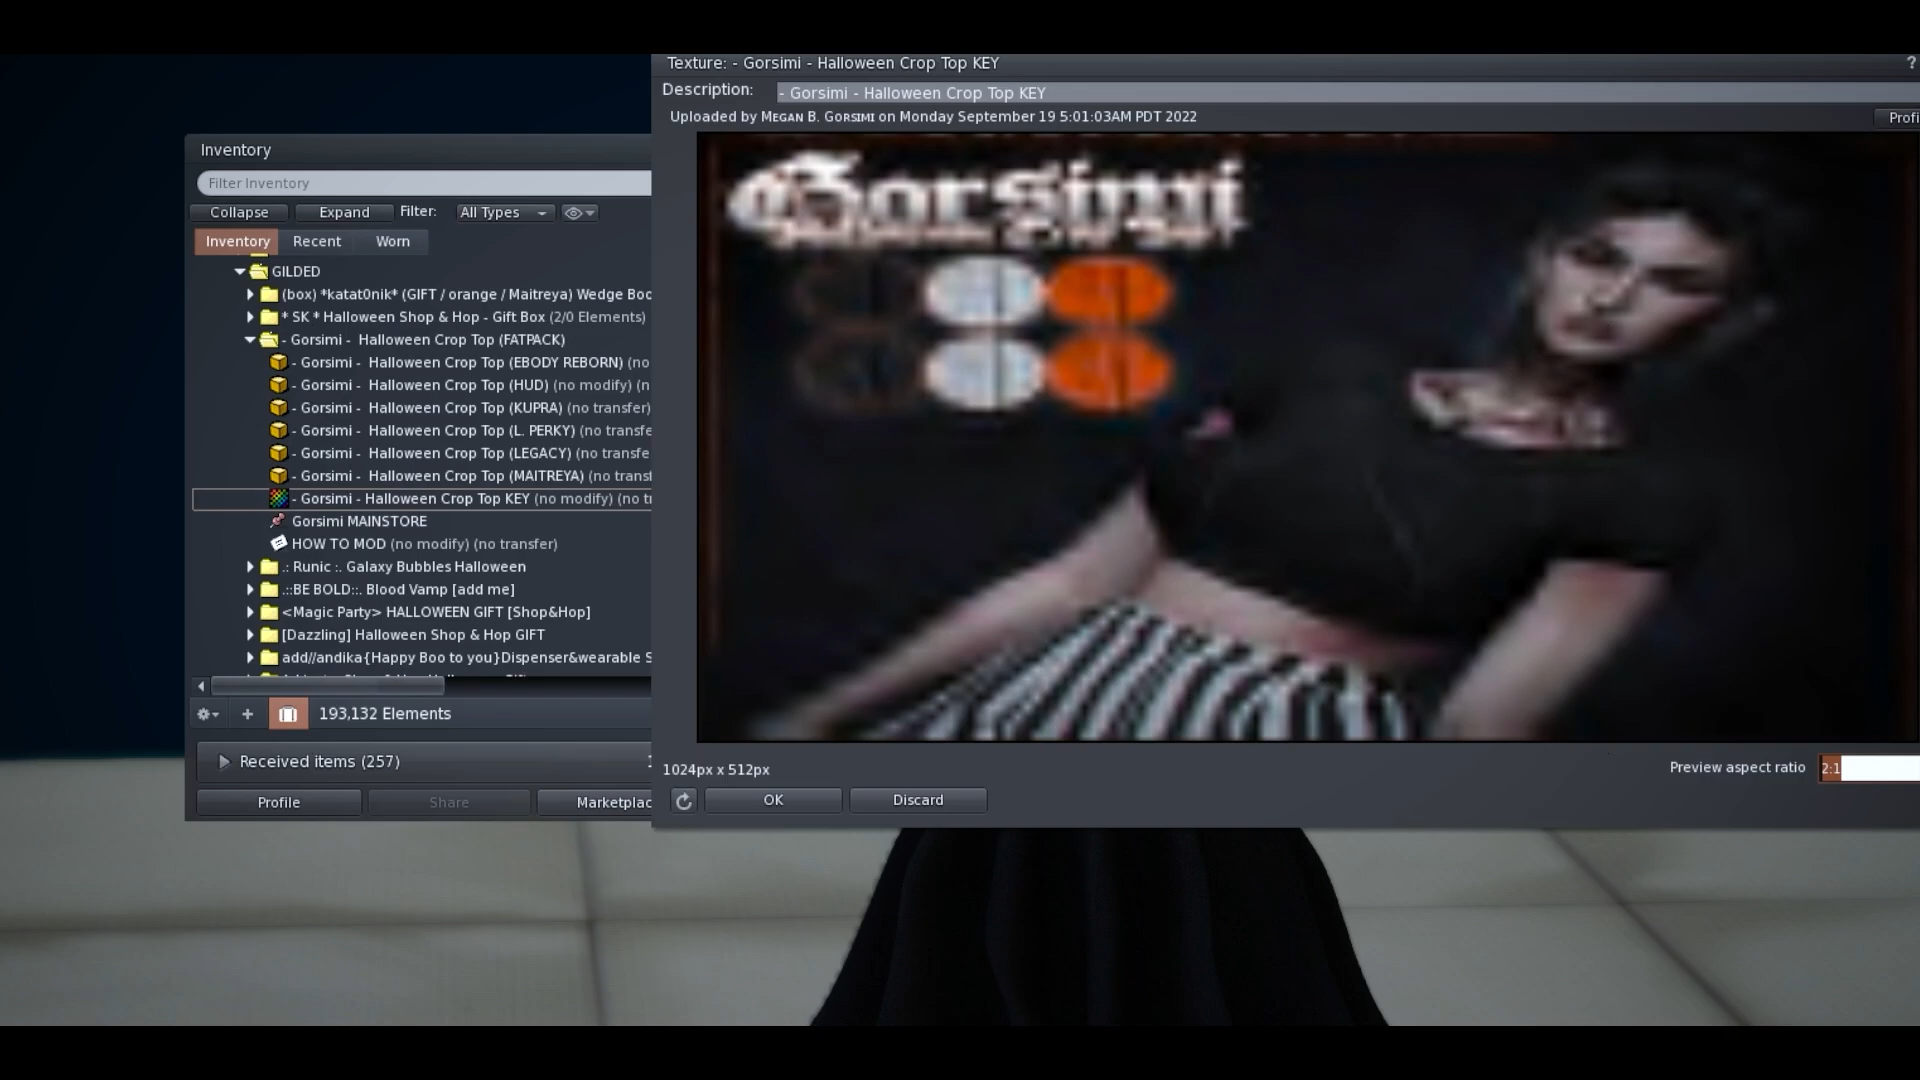 Texture: - Gorsimi - Halloween Crop Top KEY
?
Description:
- Gorsimi - Halloween Crop Top KEY
Uploaded by Megan B. Gorsimi on Monday September 19 5:01:03AM PDT 2022
Profi
Gorsimi
1024px x 512px
Preview aspect ratio
2:1
OK
Discard
Inventory
Filter Inventory
Collapse
Expand
Filter:
All Types
Inventory
Recent
Worn
GILDED
(box) *katat0nik* (GIFT / orange / Maitreya) Wedge Boo
* SK * Halloween Shop & Hop - Gift Box (2/0 Elements)
- Gorsimi -  Halloween Crop Top (FATPACK)
- Gorsimi -  Halloween Crop Top (EBODY REBORN) (no
- Gorsimi -  Halloween Crop Top (HUD) (no modify) (n
- Gorsimi -  Halloween Crop Top (KUPRA) (no transfer)
- Gorsimi -  Halloween Crop Top (L. PERKY) (no transfe
- Gorsimi -  Halloween Crop Top (LEGACY) (no transfe
- Gorsimi -  Halloween Crop Top (MAITREYA) (no transf
- Gorsimi - Halloween Crop Top KEY (no modify) (no tr
Gorsimi MAINSTORE
HOW TO MOD (no modify) (no transfer)
.: Runic :. Galaxy Bubbles Halloween
.::BE BOLD::. Blood Vamp [add me]
<Magic Party> HALLOWEEN GIFT [Shop&Hop]
[Dazzling] Halloween Shop & Hop GIFT
add//andika{Happy Boo to you}Dispenser&wearable S
193,132 Elements
Received items (257)
Profile
Share
Marketplac